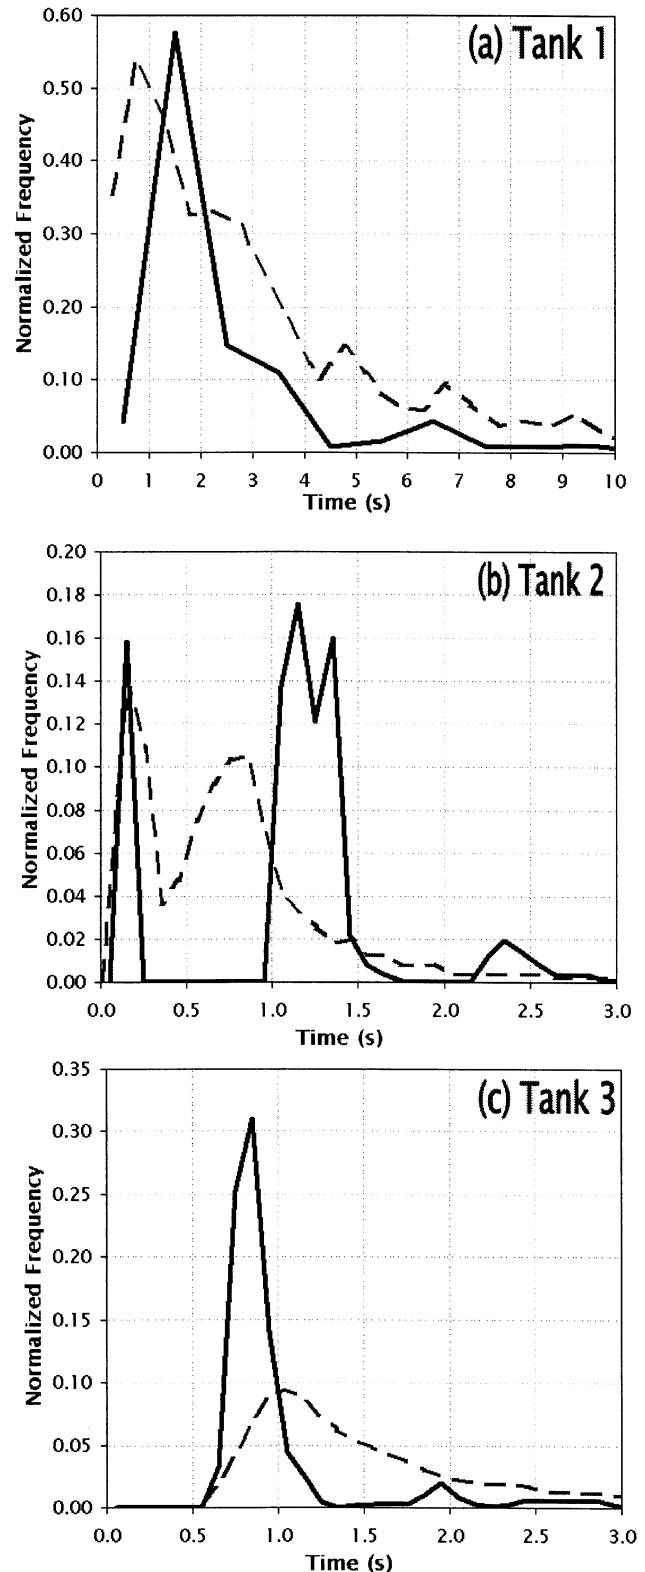 (a) Tank 1
Normalized Frequency
0.60
0.50
0.40
0.30
0.20
0.10
0.00
0 1 2 3 4 5 6 7 8 9 10
Time (s)
(b) Tank 2
Normalized Frequency
0.20
0.18
0.16
0.14
0.12
0.10
0.08
0.06
0.04
0.02
0.00
0.0 0.5 1.0 1.5 2.0 2.5 3.0
Time (s)
(c) Tank 3
Normalized Frequency
0.35
0.30
0.25
0.20
0.15
0.10
0.05
0.00
0.0 0.5 1.0 1.5 2.0 2.5 3.0
Time (s)